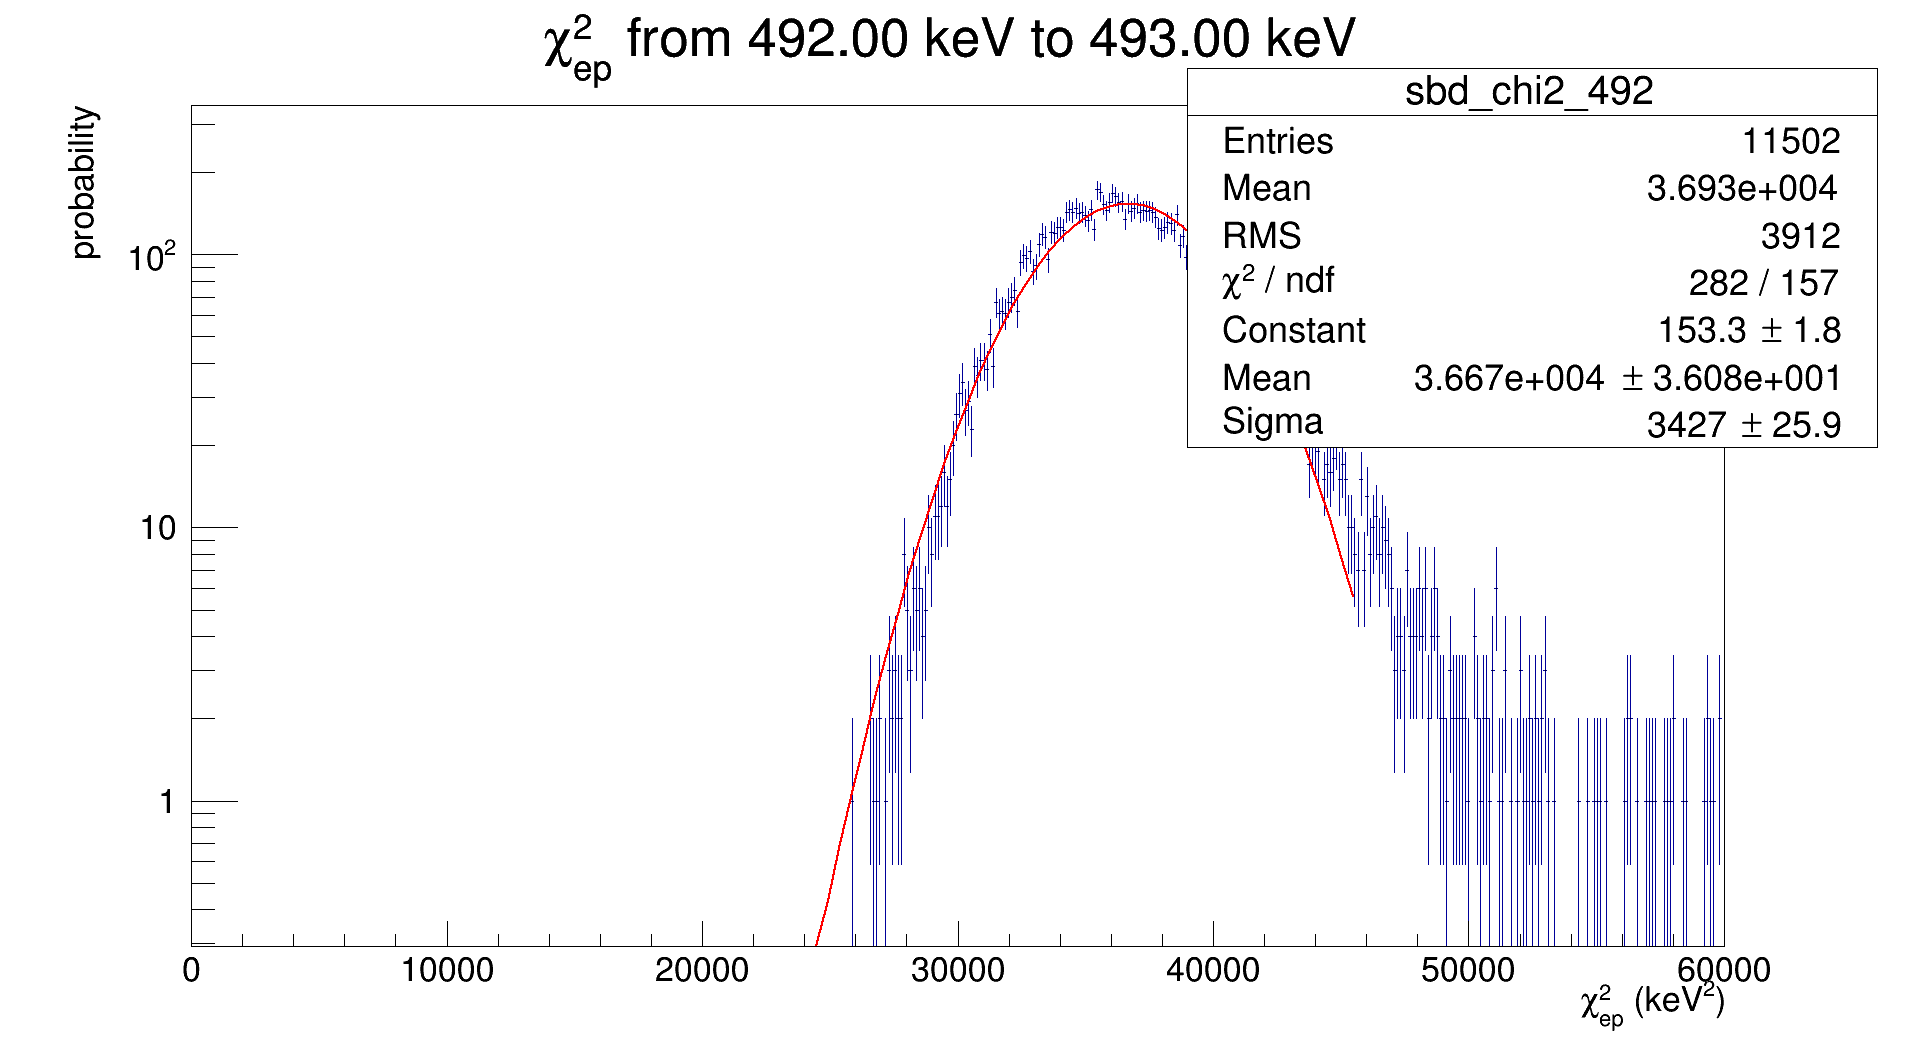 χ²ep from 492.00 keV to 493.00 keV
sbd_chi2_492
Entries 11502
Mean 3.693e+004
RMS 3912
χ² / ndf 282 / 157
Constant 153.3 ± 1.8
Mean 3.667e+004 ± 3.608e+001
Sigma 3427 ± 25.9
probability
10²
10
1
0 10000 20000 30000 40000 50000 60000
χ²ep (keV²)